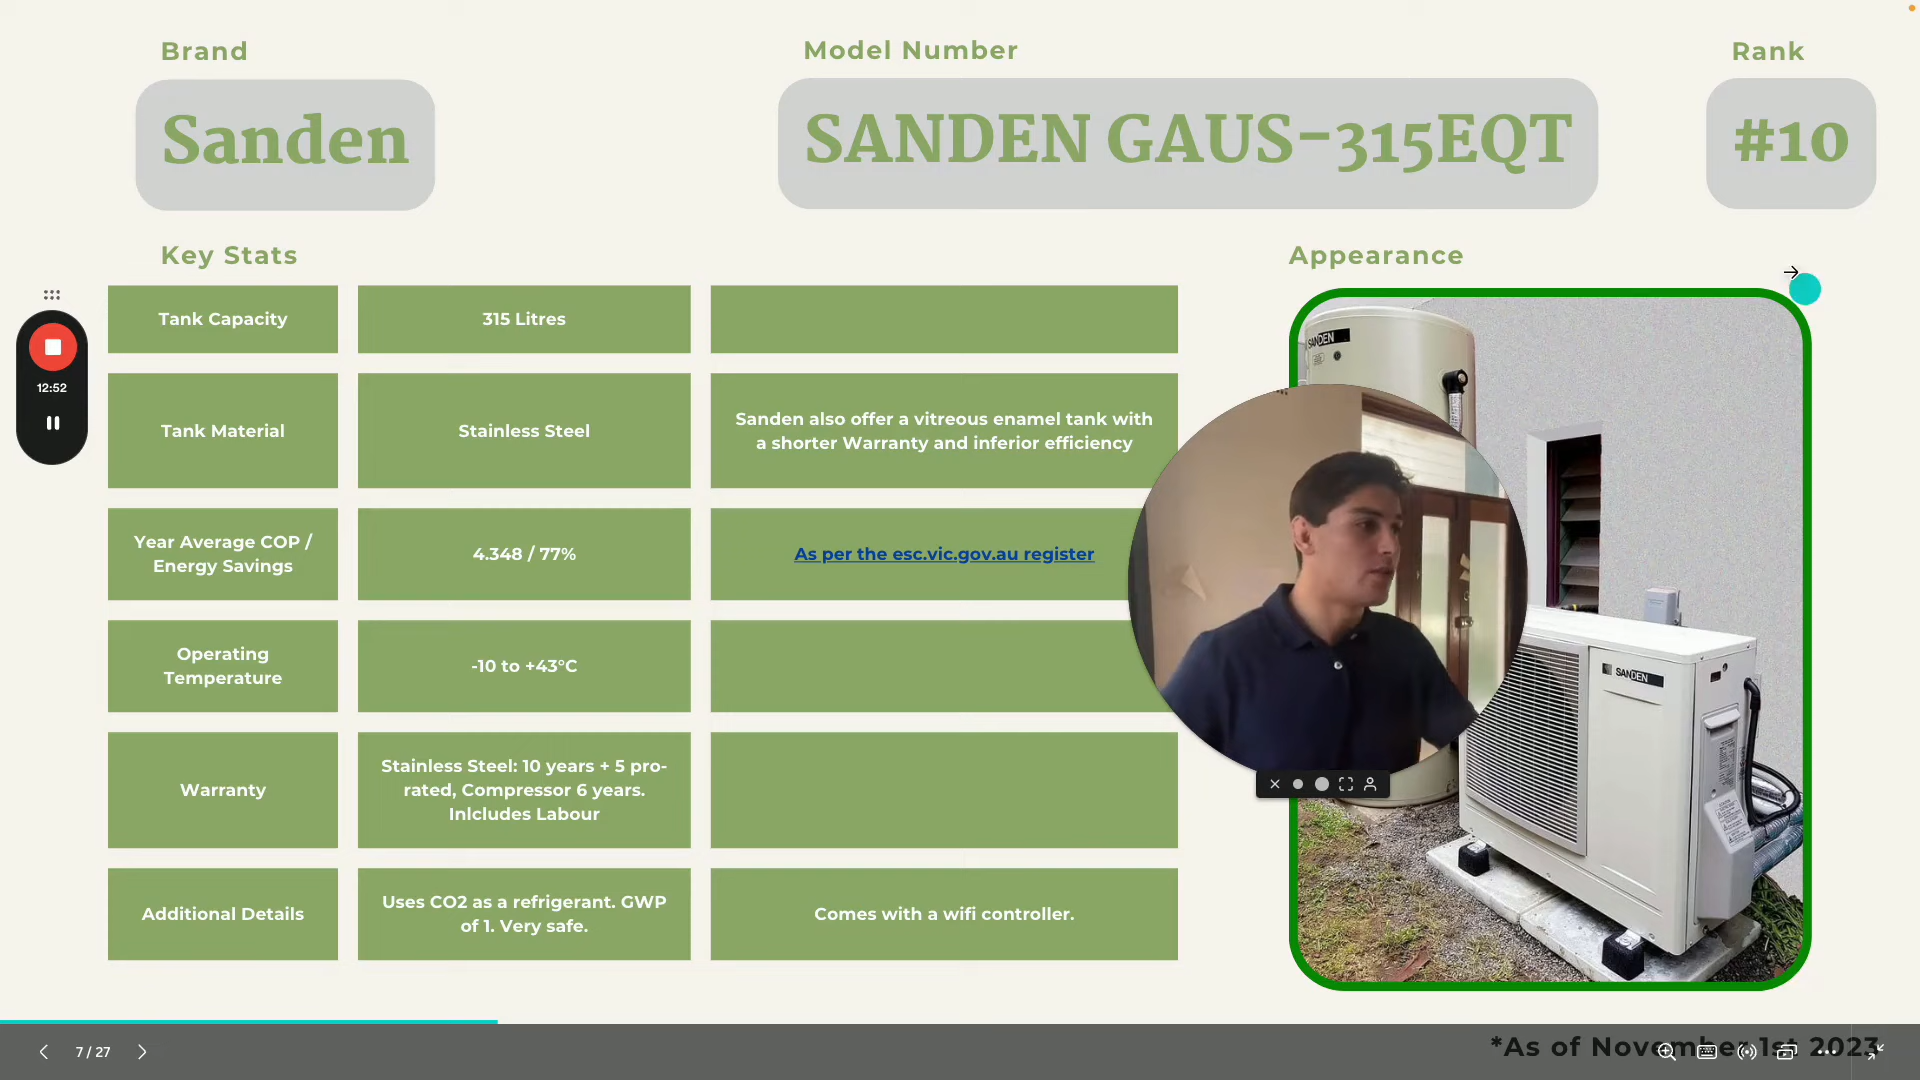 Brand
Model Number
Rank
Sanden
SANDEN GAUS-315EQT
#10
Key Stats
Appearance
Tank Capacity
315 Litres
Tank Material
Stainless Steel
Sanden also offer a vitreous enamel tank with
a shorter Warranty and inferior efficiency
Year Average COP /
Energy Savings
4.348 / 77%
As per the esc.vic.gov.au register
Operating
Temperature
-10 to +43°C
Warranty
Stainless Steel: 10 years + 5 pro-
rated, Compressor 6 years.
Inlcludes Labour
Additional Details
Uses CO2 as a refrigerant. GWP
of 1. Very safe.
Comes with a wifi controller.
12:52
SANDEN
SANDEN
7 / 27
*As of November 1st 2023